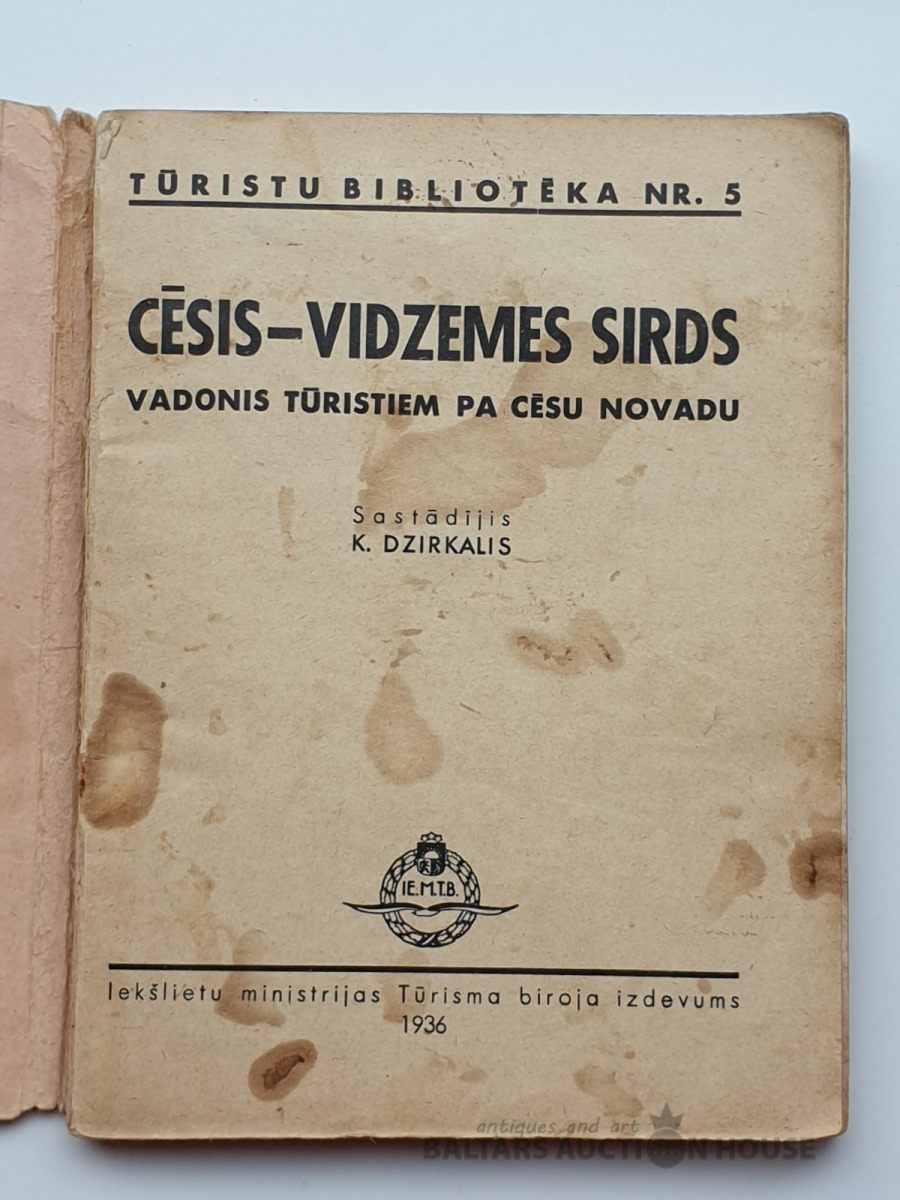 TŪRISTU BIBLIOTĒKA NR. 5
CĒSIS–VIDZEMES SIRDS
VADONIS TŪRISTIEM PA CĒSU NOVADU
Sastādījis
K. DZIRKALIS
IE.M.T.B.
Iekšlietu ministrijas Tūrisma biroja izdevums
1936
antiques and art
BALTARS AUCTION HOUSE